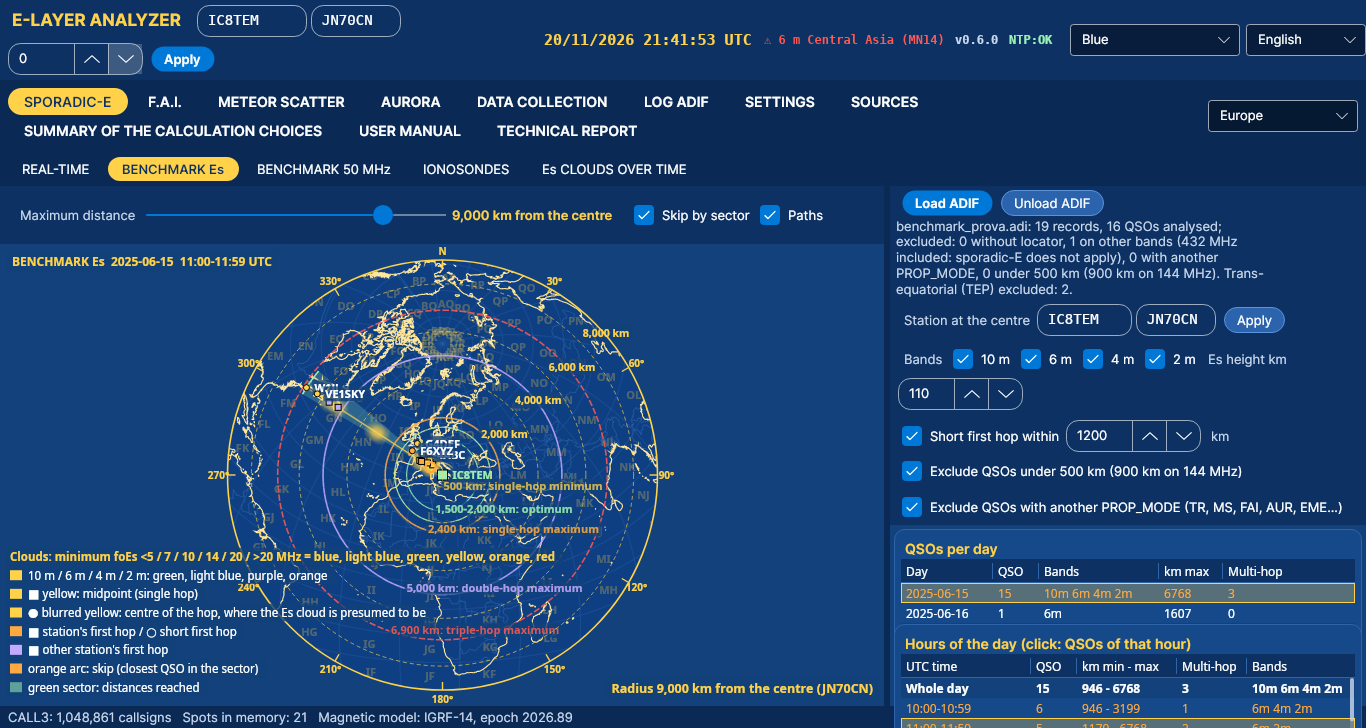 E-LAYER ANALYZER IC8TEM JN70CN
20/11/2026 21:41:53 UTC ⚠ 6 m Central Asia (MN14) v0.6.0 NTP:OK Blue English
0 Apply
SPORADIC-E F.A.I. METEOR SCATTER AURORA DATA COLLECTION LOG ADIF SETTINGS SOURCES
SUMMARY OF THE CALCULATION CHOICES USER MANUAL TECHNICAL REPORT
Europe
REAL-TIME BENCHMARK Es BENCHMARK 50 MHz IONOSONDES Es CLOUDS OVER TIME
Maximum distance 9,000 km from the centre Skip by sector Paths
BENCHMARK Es 2025-06-15 11:00-11:59 UTC
N
330°
30°
8,000 km
300°
60°
6,000 km
4,000 km
VE1SKY
2,000 km
F6XYZ
270°
IC8TEM
90°
500 km: single-hop minimum
1,500-2,000 km: optimum
2,400 km: single-hop maximum
Clouds: minimum foEs <5 / 7 / 10 / 14 / 20 / >20 MHz = blue, light blue, green, yellow, orange, red
10 m / 6 m / 4 m / 2 m: green, light blue, purple, orange
240°
120°
5,000 km: double-hop maximum
yellow: midpoint (single hop)
blurred yellow: centre of the hop, where the Es cloud is presumed to be
station's first hop / ○ short first hop
6,900 km: triple-hop maximum
other station's first hop
orange arc: skip (closest QSO in the sector)
210°
150°
green sector: distances reached
180°
Radius 9,000 km from the centre (JN70CN)
Load ADIF Unload ADIF
benchmark_prova.adi: 19 records, 16 QSOs analysed;
excluded: 0 without locator, 1 on other bands (432 MHz
included: sporadic-E does not apply), 0 with another
PROP_MODE, 0 under 500 km (900 km on 144 MHz). Trans-
equatorial (TEP) excluded: 2.
Station at the centre IC8TEM JN70CN Apply
Bands 10 m 6 m 4 m 2 m Es height km
110
Short first hop within 1200 km
Exclude QSOs under 500 km (900 km on 144 MHz)
Exclude QSOs with another PROP_MODE (TR, MS, FAI, AUR, EME...)
QSOs per day
Day QSO Bands km max Multi-hop
2025-06-15 15 10m 6m 4m 2m 6768 3
2025-06-16 1 6m 1607 0
Hours of the day (click: QSOs of that hour)
UTC time QSO km min - max Multi-hop Bands
Whole day 15 946 - 6768 3 10m 6m 4m 2m
10:00-10:59 6 946 - 3199 1 6m 4m 2m
CALL3: 1,048,861 callsigns Spots in memory: 21 Magnetic model: IGRF-14, epoch 2026.89